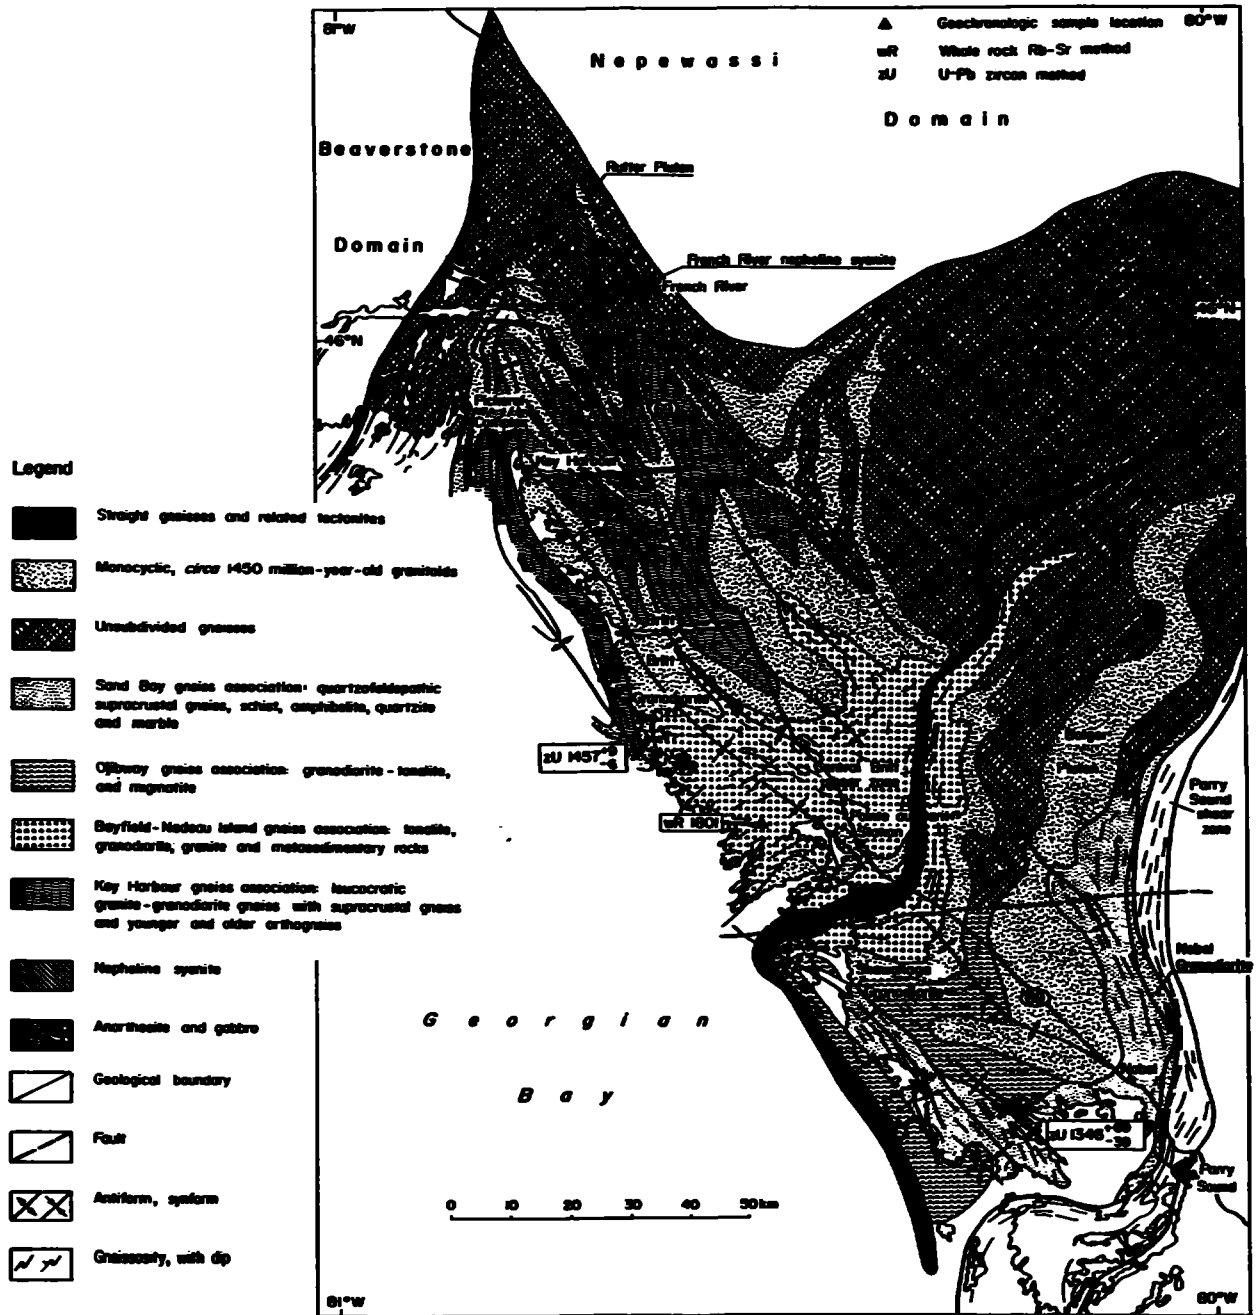 81°W
Geochronologic sample location
80°W
Nepewassi
wR Whole rock Rb-Sr method
zU U-Pb zircon method
Domain
Beaverstone
Rutter Pluton
Domain
French River nepheline syenite
French River
46°N
Key Harbour
Legend
Straight gneisses and related tectonites
Monocyclic, circa 1450 million-year-old granitoids
Unsubdivided gneisses
Sand Bay gneiss association: quartzofeldspathic
supracrustal gneiss, schist, amphibolite, quartzite
and marble
Ojibway gneiss association: granodiorite-tonalite,
and migmatite
Bayfield-Nadeau Island gneiss association: tonalite,
granodiorite, granite and metasedimentary rocks
Key Harbour gneiss association: leucocratic
granite-granodiorite gneiss with supracrustal gneiss
and younger and older orthogneiss
Nepheline syenite
Anorthosite and gabbro
Geological boundary
Fault
Antiform, synform
Gneissosity, with dip
Britt
zU 1457
Parry
Sound
shear
zone
Nobel
Granodiorite
Georgian
Bay
Nobel
zU 1346
Parry
Sound
0 10 20 30 40 50 km
81°W
80°W